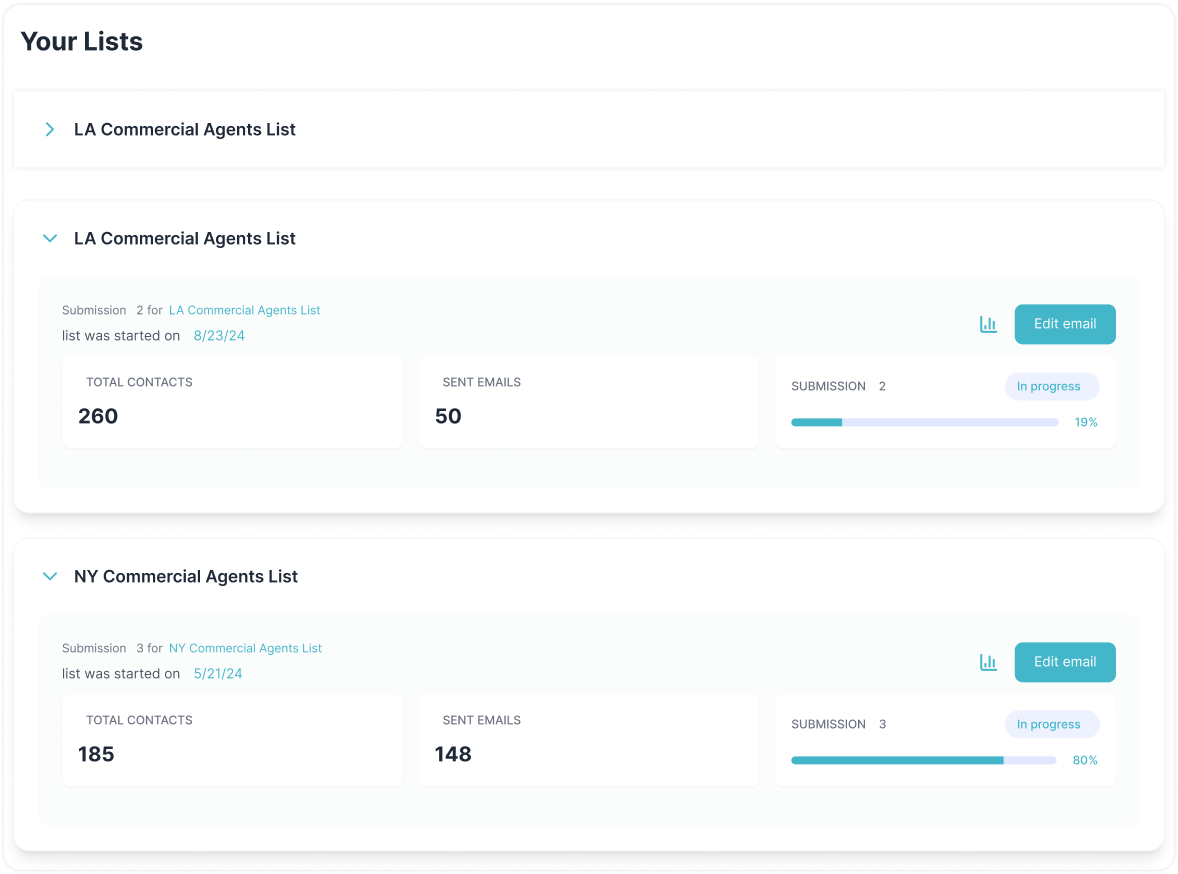 Your Lists
LA Commercial Agents List
LA Commercial Agents List
Submission 2 for LA Commercial Agents List
list was started on 8/23/24
Edit email
TOTAL CONTACTS
260
SENT EMAILS
50
SUBMISSION 2
In progress
19%
NY Commercial Agents List
Submission 3 for NY Commercial Agents List
list was started on 5/21/24
Edit email
TOTAL CONTACTS
185
SENT EMAILS
148
SUBMISSION 3
In progress
80%